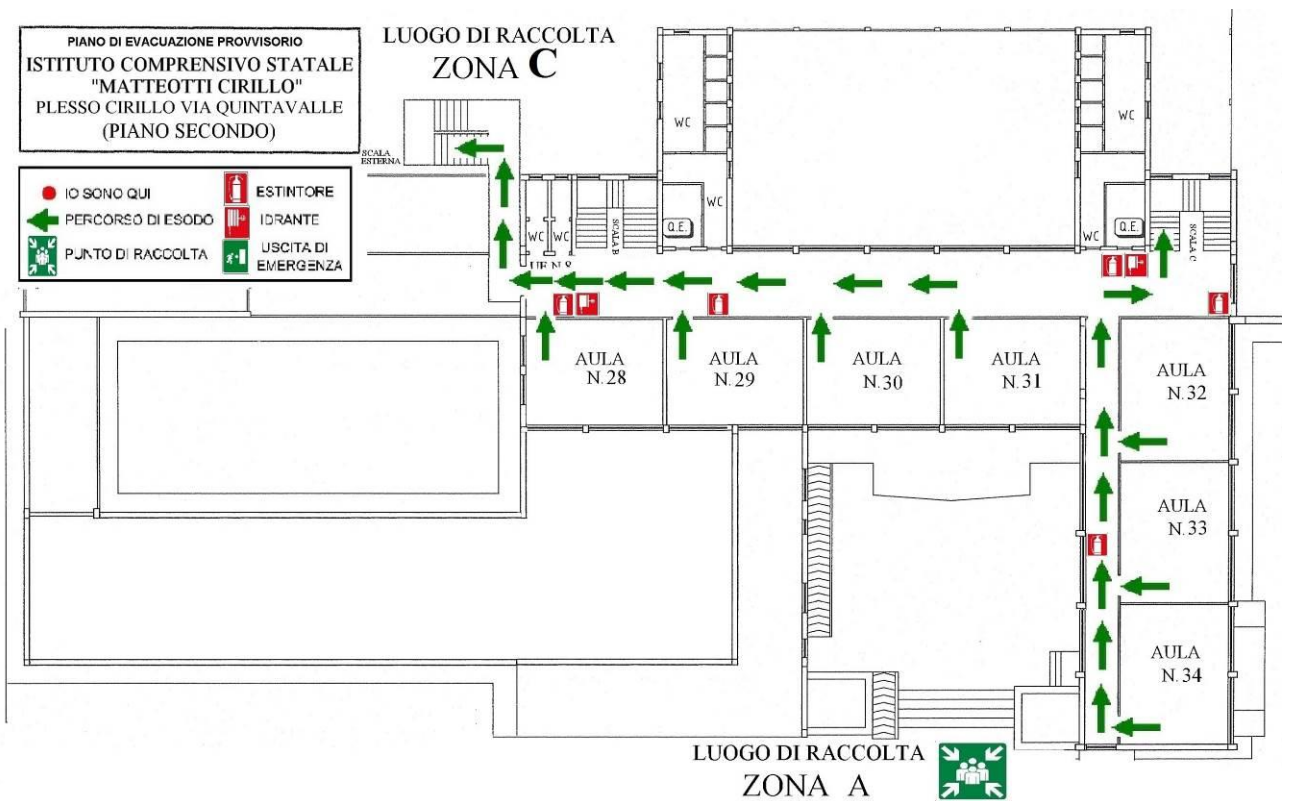 PIANO DI EVACUAZIONE PROVVISORIO
ISTITUTO COMPRENSIVO STATALE
"MATTEOTTI CIRILLO"
PLESSO CIRILLO VIA QUINTAVALLE
(PIANO SECONDO)
LUOGO DI RACCOLTA
ZONA C
IO SONO QUI
ESTINTORE
PERCORSO DI ESODO
IDRANTE
PUNTO DI RACCOLTA
USCITA DI
EMERGENZA
SCALA
ESTERNA
WC
WC
WC
WC
SCALA B
WC
Q.E.
WC
Q.E.
SCALA C
AULA
N.28
AULA
N.29
AULA
N.30
AULA
N.31
AULA
N.32
AULA
N.33
AULA
N.34
LUOGO DI RACCOLTA
ZONA A